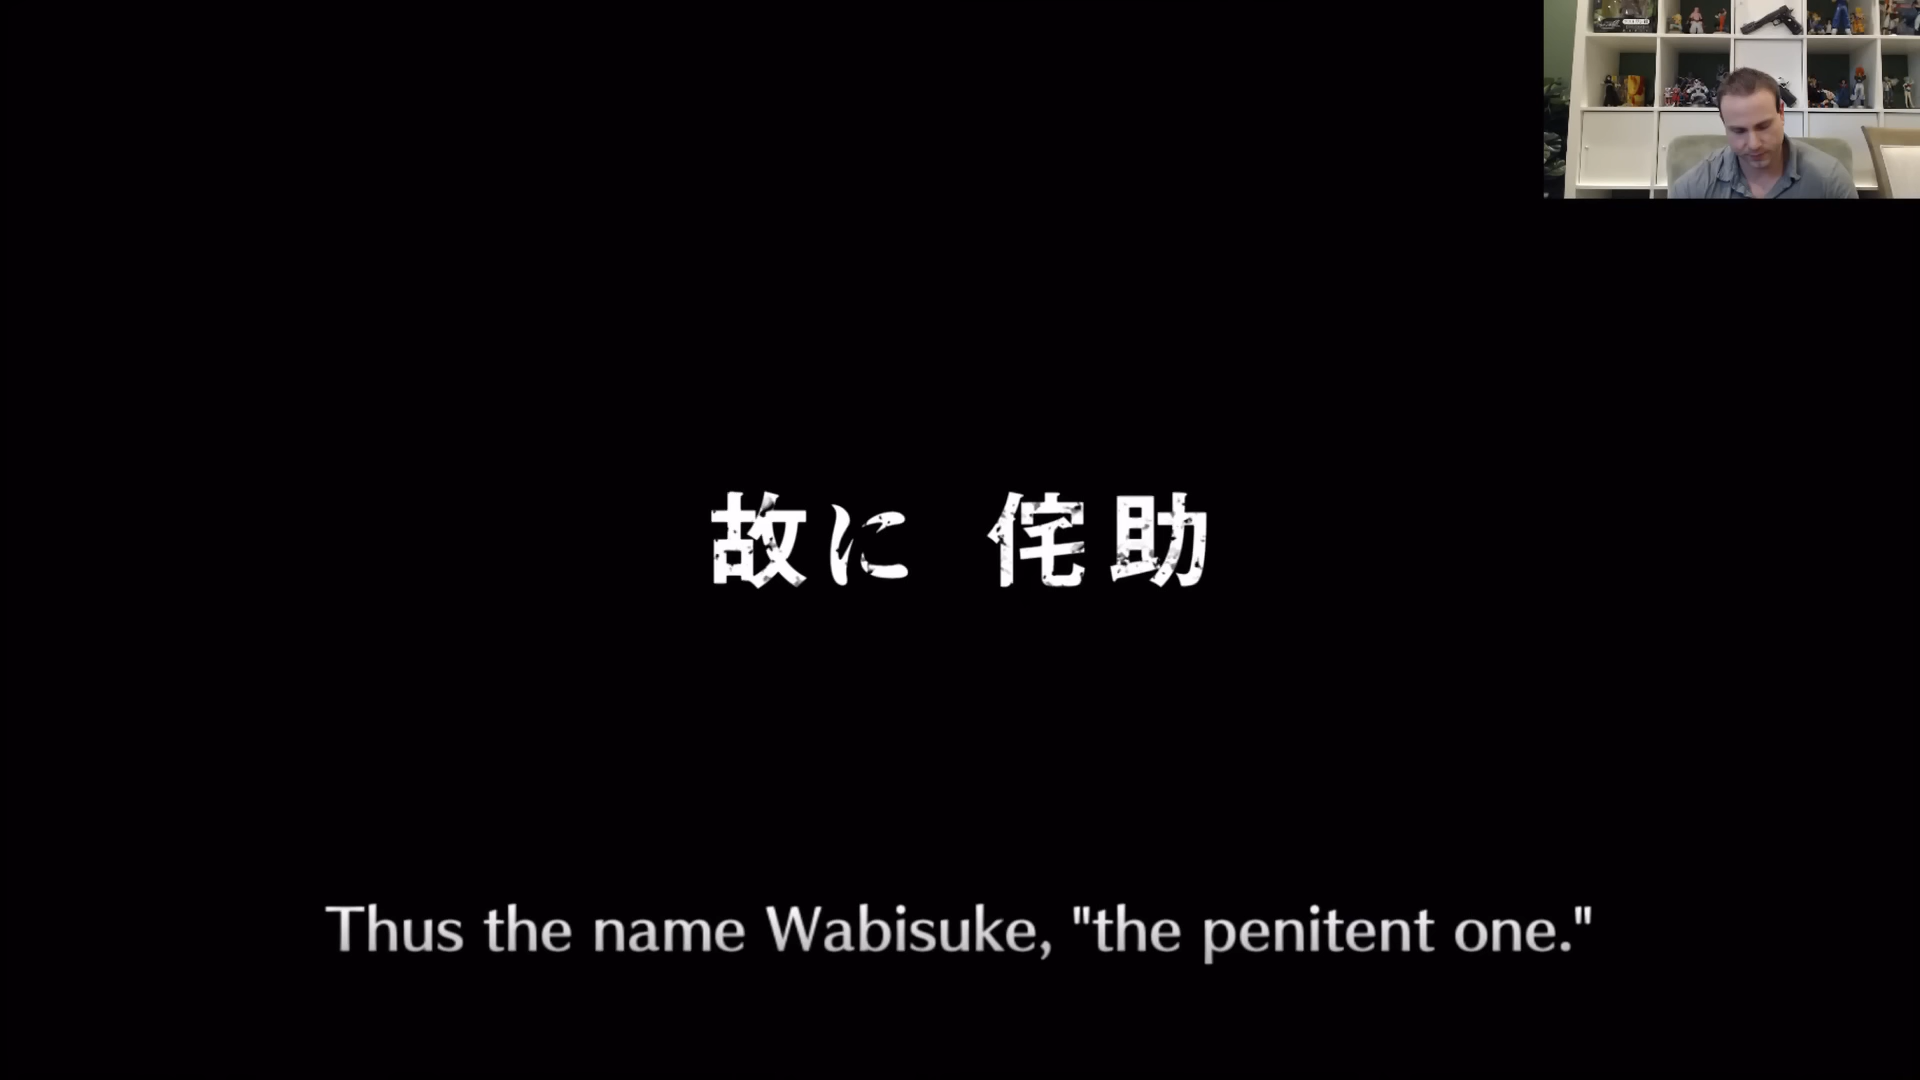 故に 侘助
Thus the name Wabisuke, "the penitent one."